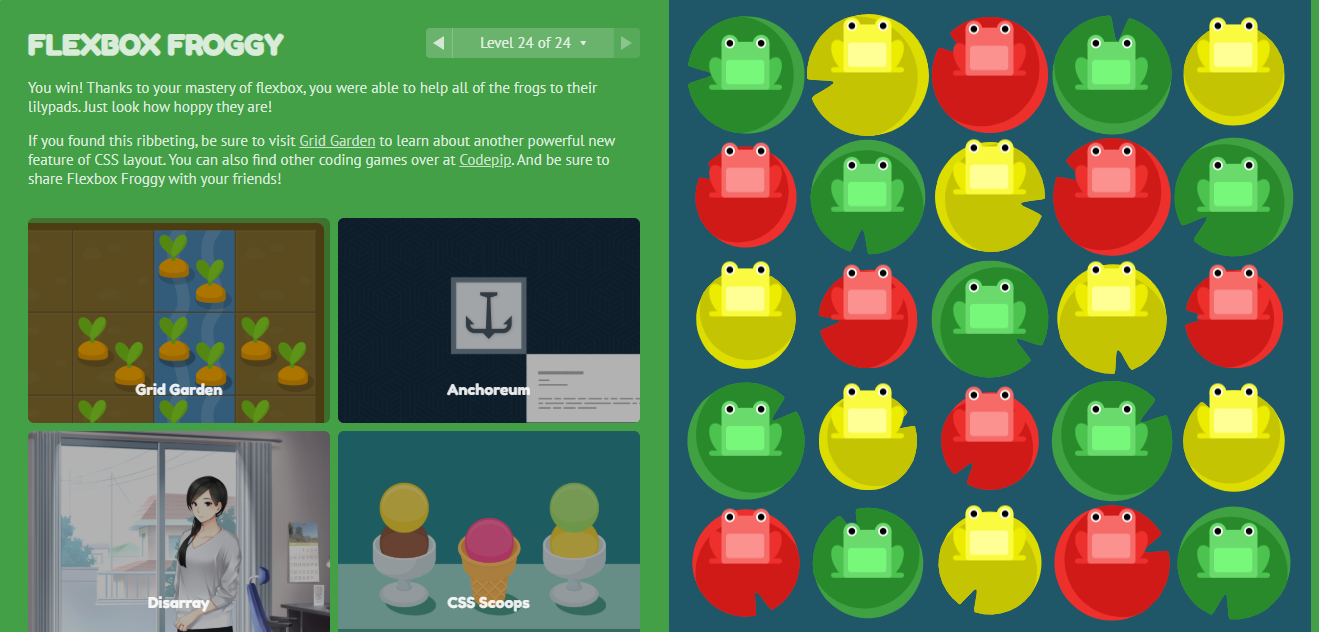 FLEXBOX FROGGY
Level 24 of 24
You win! Thanks to your mastery of flexbox, you were able to help all of the frogs to their
lilypads. Just look how hoppy they are!
If you found this ribbeting, be sure to visit Grid Garden to learn about another powerful new
feature of CSS layout. You can also find other coding games over at Codepip. And be sure to
share Flexbox Froggy with your friends!
Grid Garden
Anchoreum
Disarray
CSS Scoops